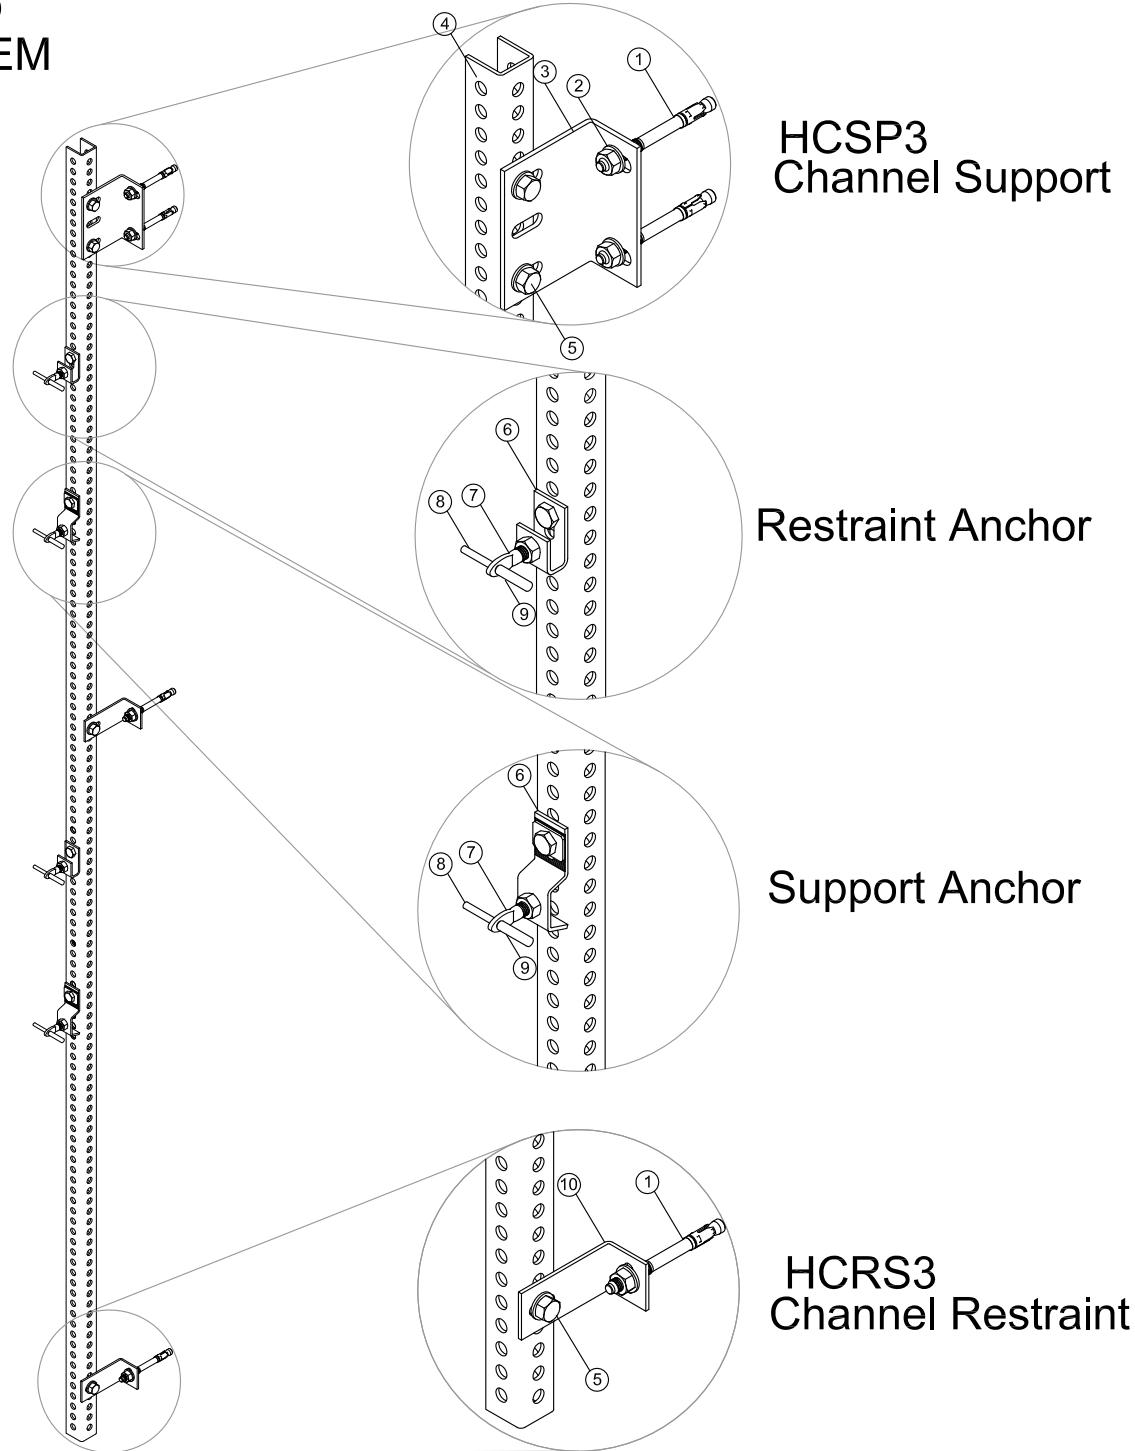 EM
4
3
2
1
HCSP3
Channel Support
5
6
7
8
9
Restraint Anchor
6
7
8
9
Support Anchor
10
1
HCRS3
Channel Restraint
5